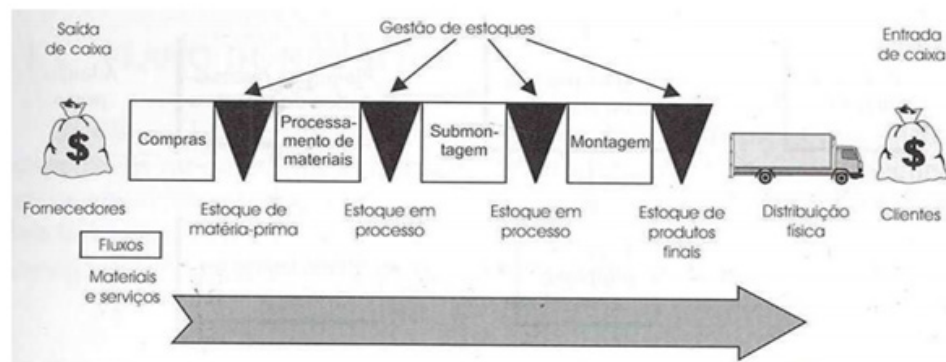 Saída
de caixa
Gestão de estoques
Entrada
de caixa
$
Compras
Processa-
mento de
materiais
Submon-
tagem
Montagem
$
Fornecedores
Estoque de
matéria-prima
Estoque em
processo
Estoque em
processo
Estoque de
produtos
finais
Distribuição
física
Clientes
Fluxos
Materiais
e serviços